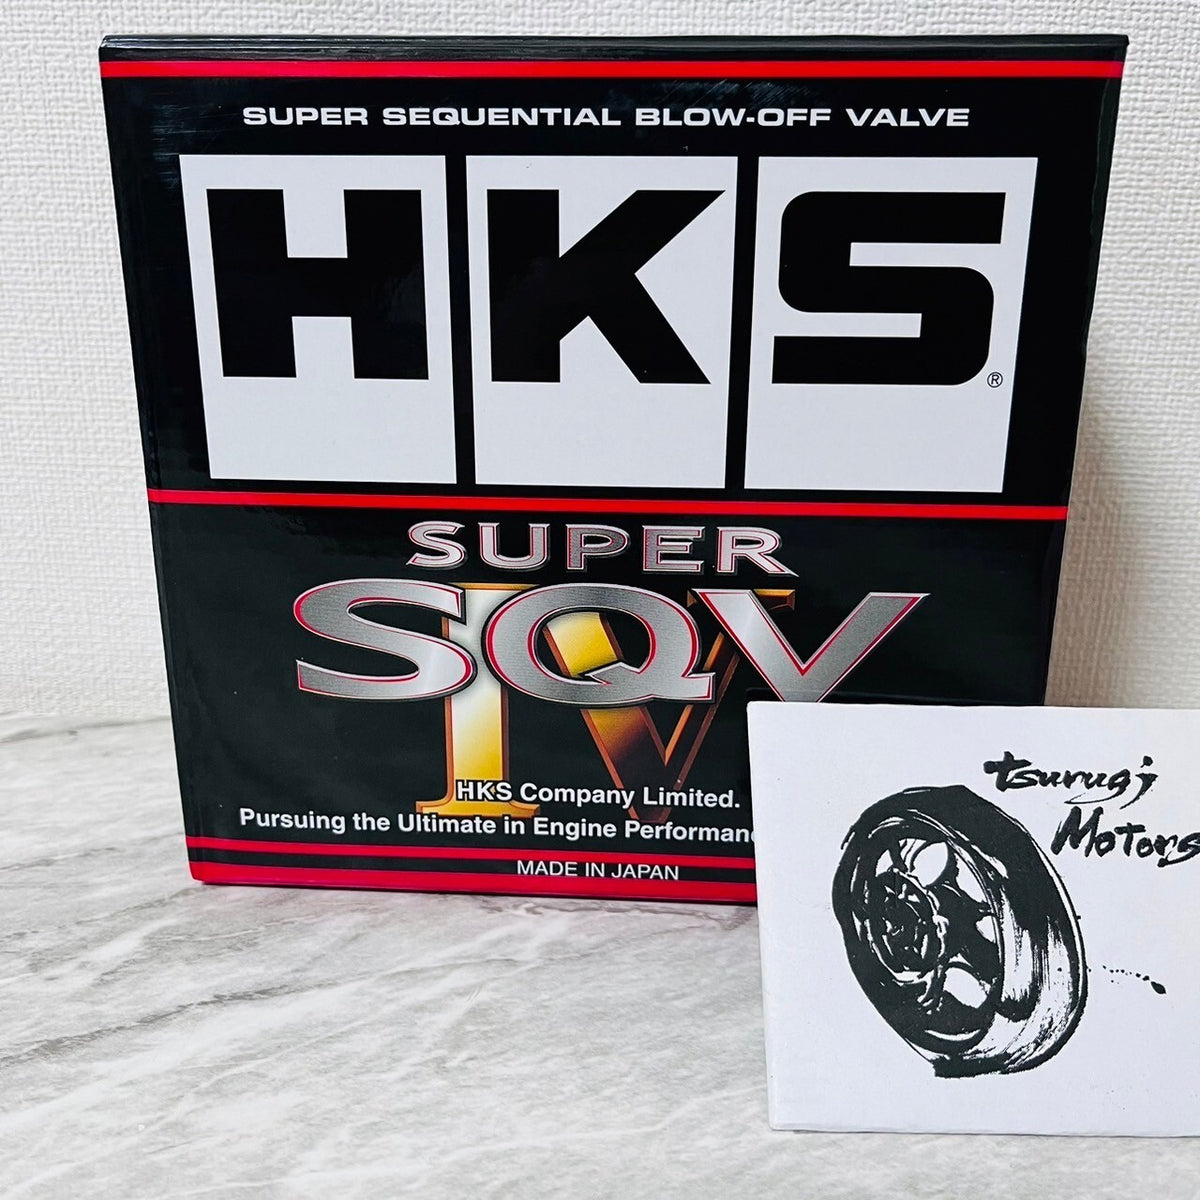 SUPER SEQUENTIAL BLOW-OFF VALVE
HKS®
SUPER
SQV
IV
HKS Company Limited.
Pursuing the Ultimate in Engine
MADE IN JAPAN
tsurugi
Motors